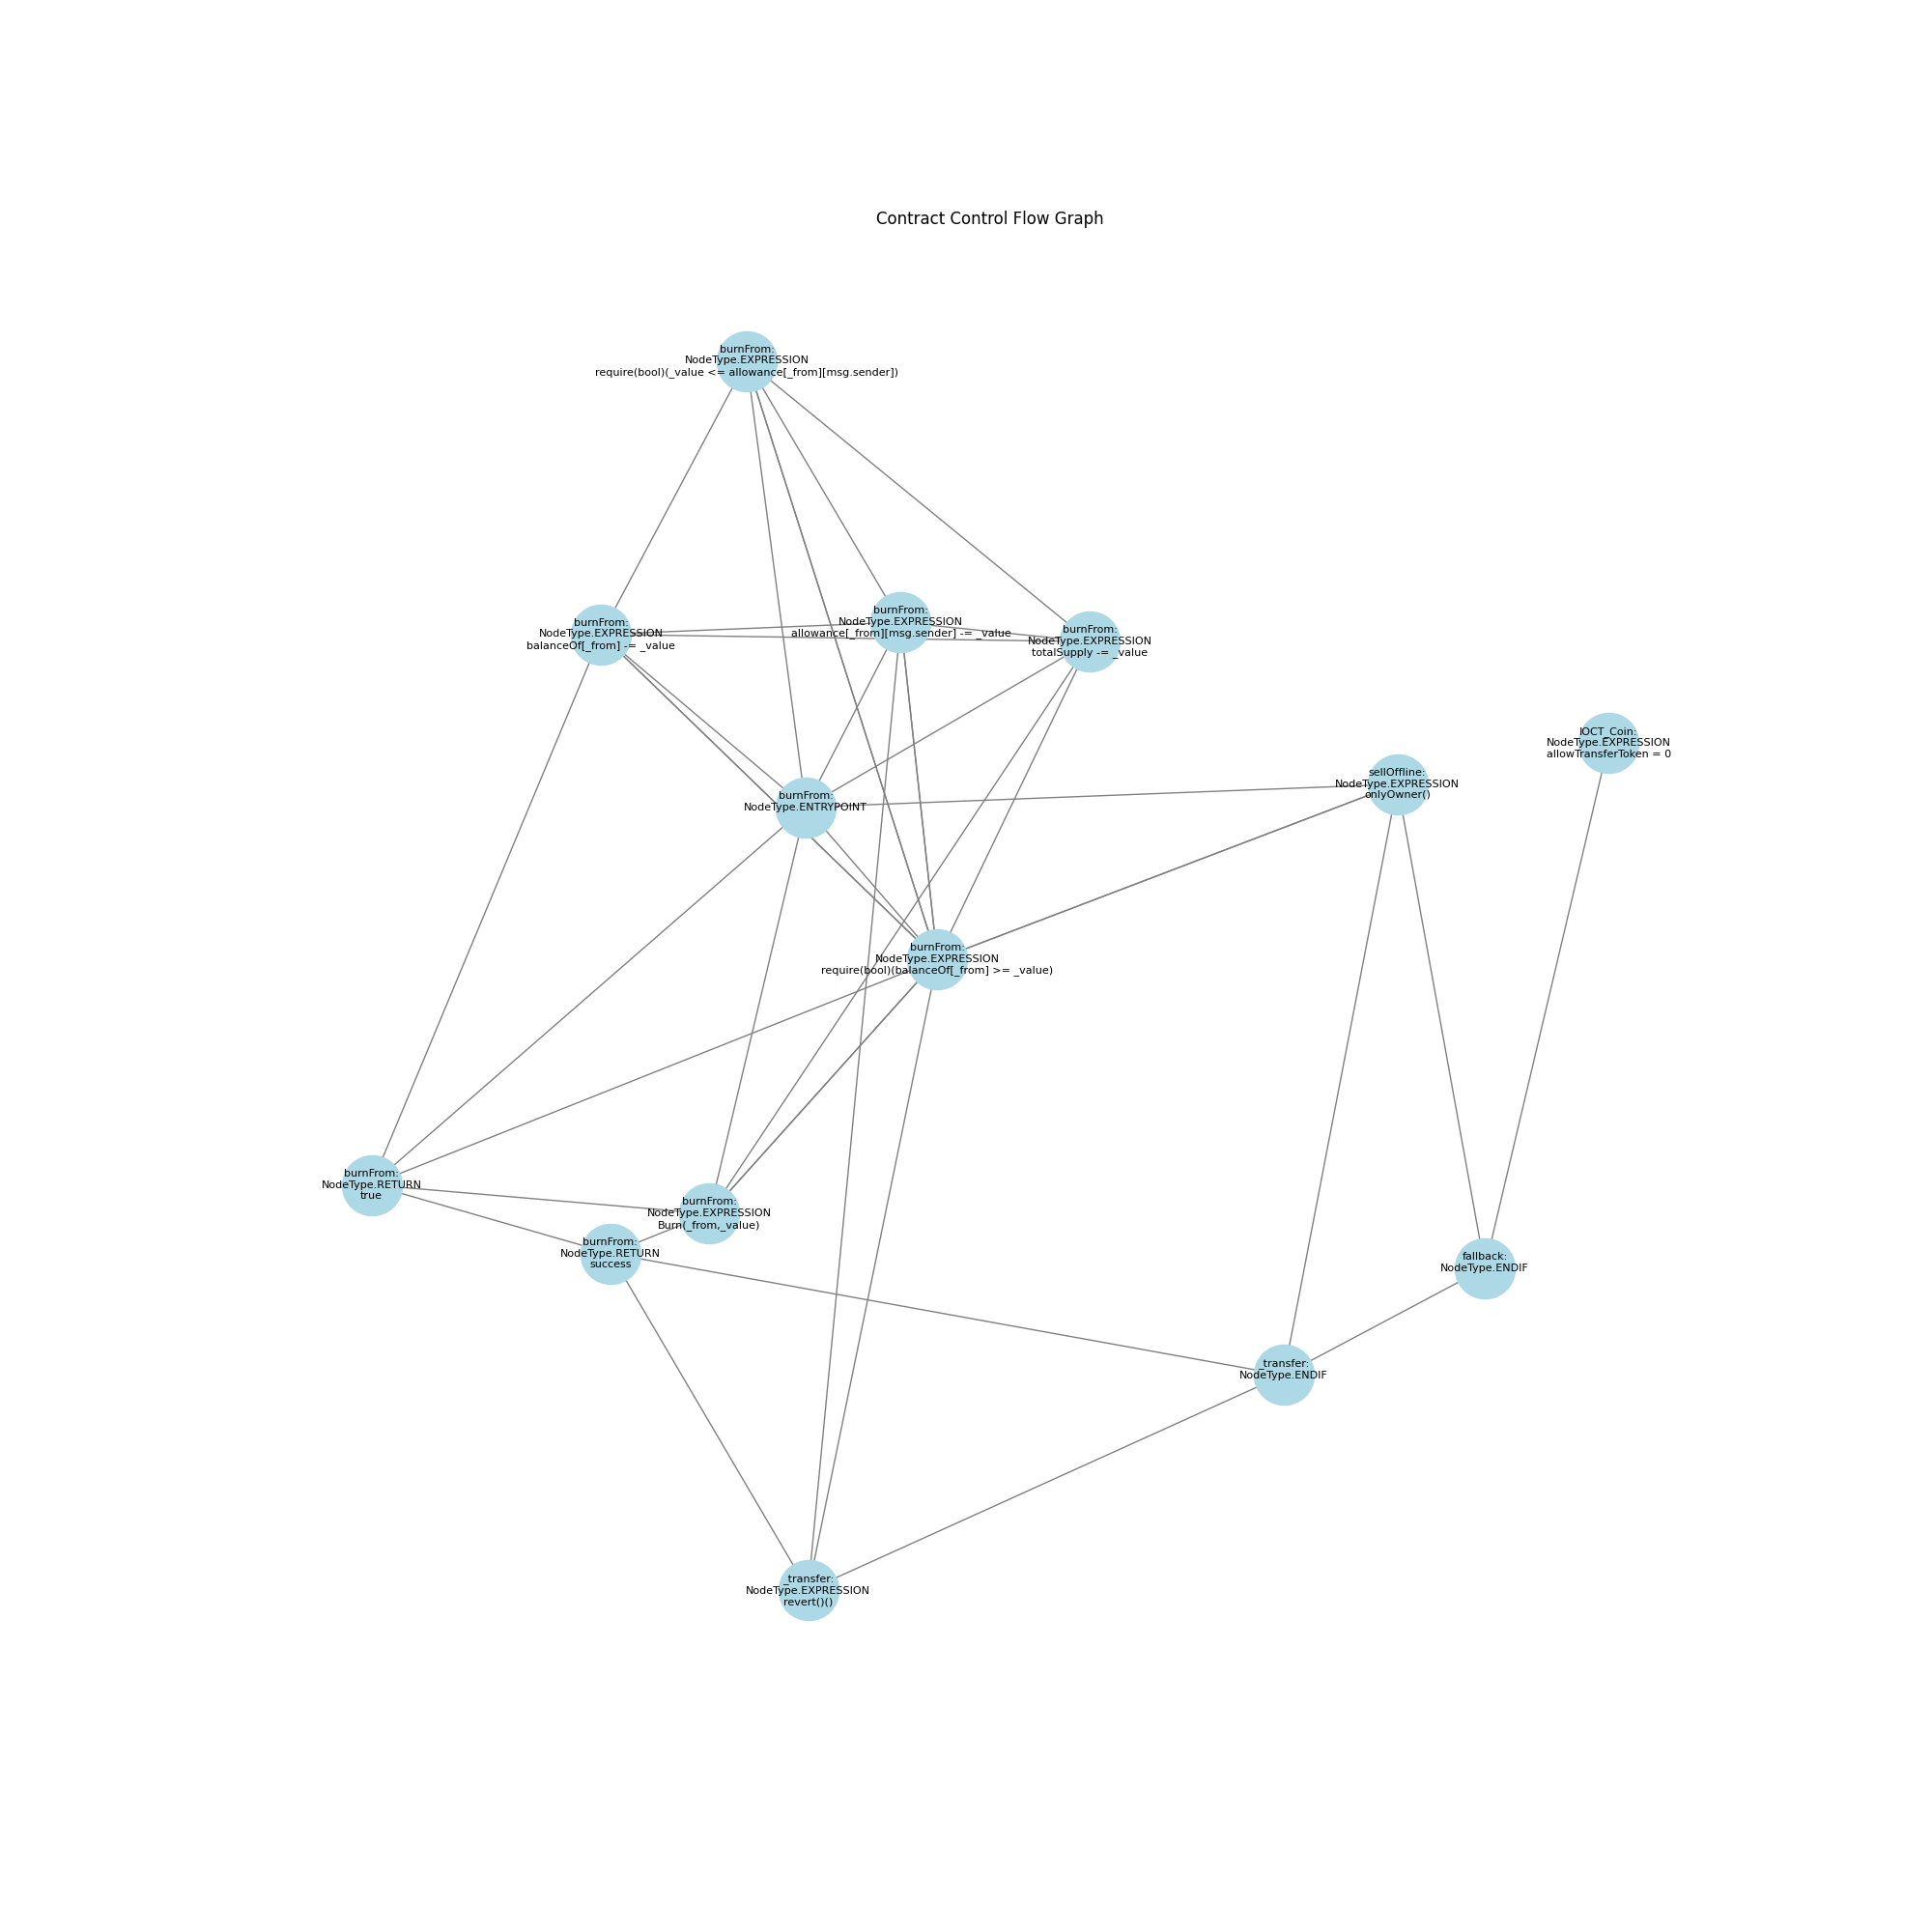 Contract Control Flow Graph
burnFrom:
NodeType.EXPRESSION
require(bool)(_value <= allowance[_from][msg.sender])
burnFrom:
NodeType.EXPRESSION
balanceOf[_from] -= _value
burnFrom:
NodeType.EXPRESSION
allowance[_from][msg.sender] -= _value
burnFrom:
NodeType.EXPRESSION
totalSupply -= _value
IOCT_Coin:
NodeType.EXPRESSION
allowTransferToken = 0
sellOffline:
NodeType.EXPRESSION
onlyOwner()
burnFrom:
NodeType.ENTRYPOINT
burnFrom:
NodeType.EXPRESSION
require(bool)(balanceOf[_from] >= _value)
burnFrom:
NodeType.RETURN
true
burnFrom:
NodeType.EXPRESSION
Burn(_from,_value)
burnFrom:
NodeType.RETURN
success
fallback:
NodeType.ENDIF
_transfer:
NodeType.ENDIF
_transfer:
NodeType.EXPRESSION
revert()()